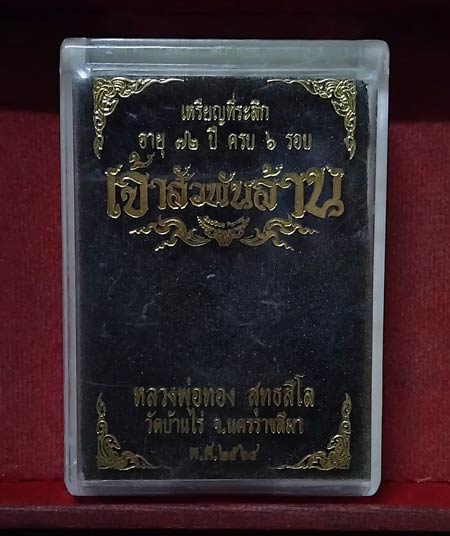 เหรียญที่ระลึก
อายุ ๗๒ ปี ครบ ๖ รอบ
เจ้าสัวพันล้าน
หลวงพ่อทอง สุทธสีโล
วัดบ้านไร่ จ.นครราชสีมา
พ.ศ.๒๕๖๔